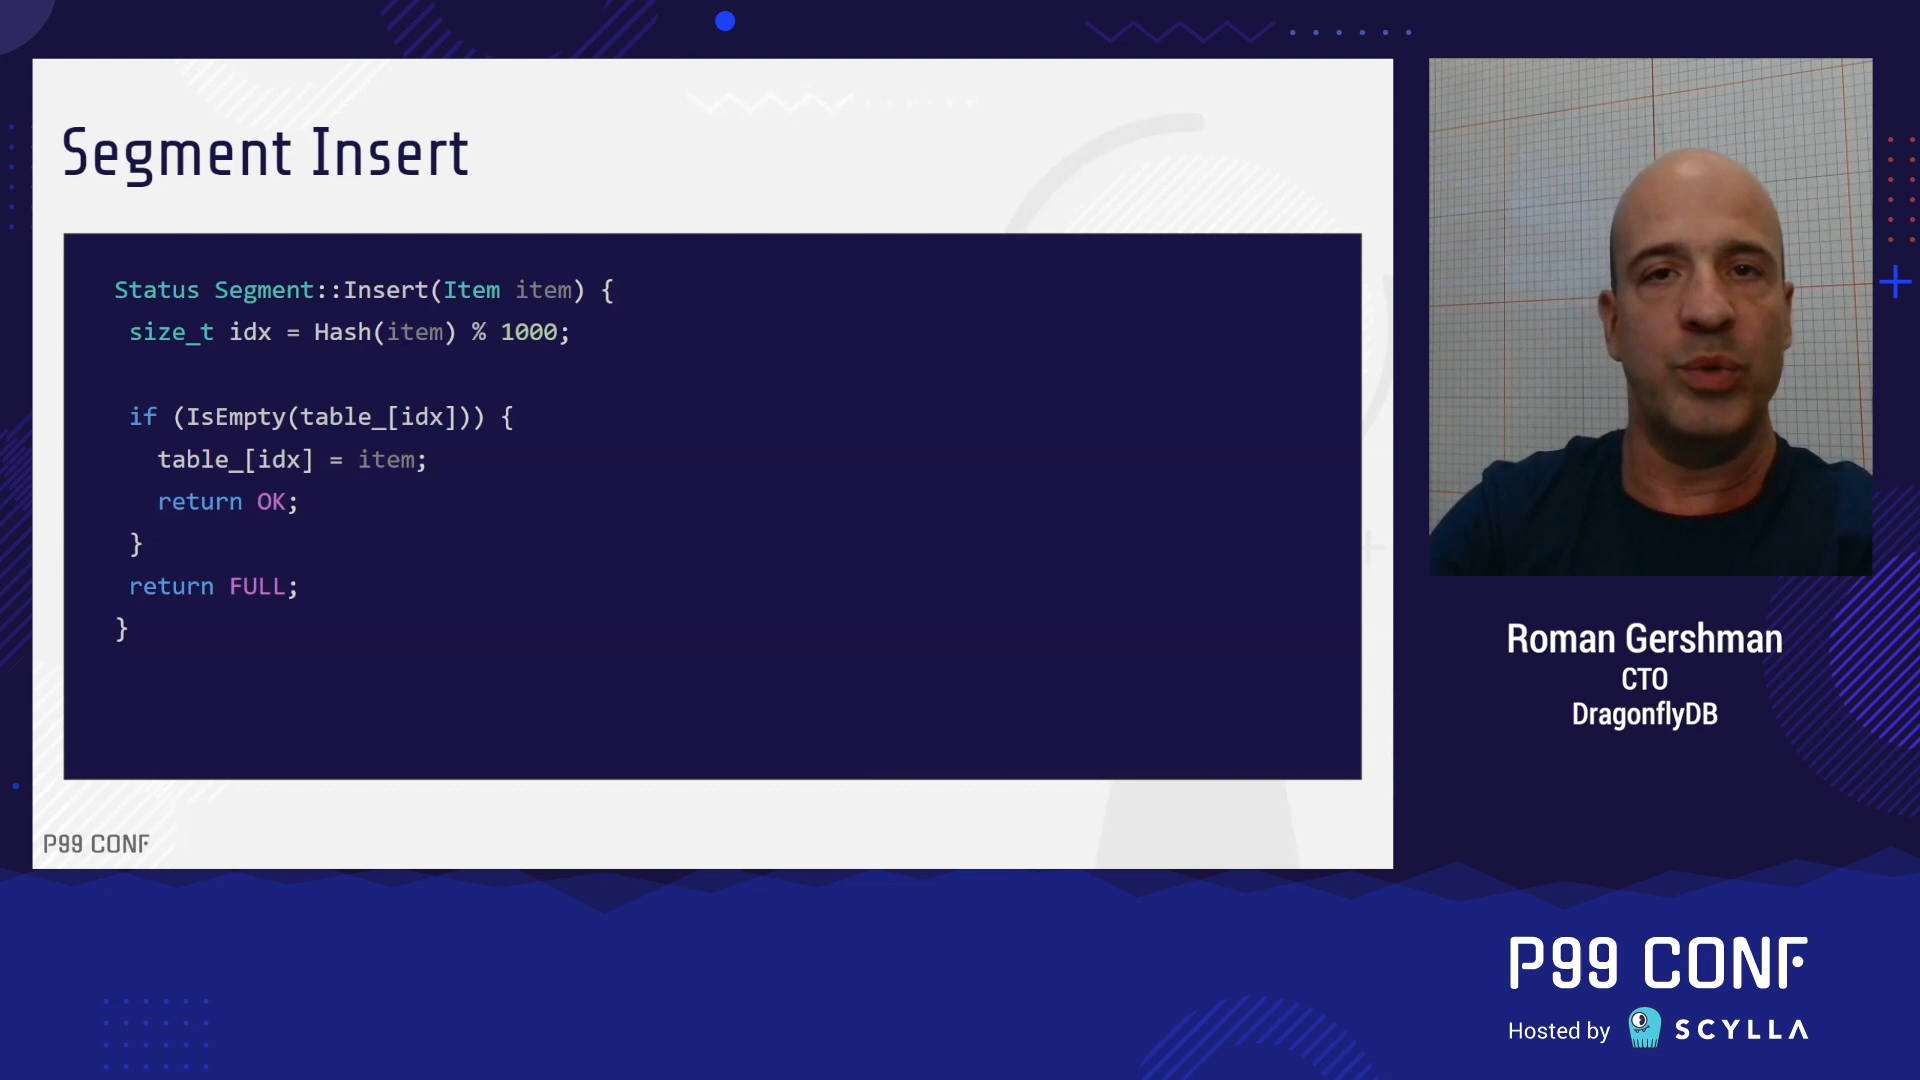 Segment Insert
Status Segment::Insert(Item item) {
size_t idx = Hash(item) % 1000;
if (IsEmpty(table_[idx])) {
table_[idx] = item;
return OK;
}
return FULL;
}
P99 CONF
Roman Gershman
CTO
DragonflyDB
P99 CONF
Hosted by SCYLLA